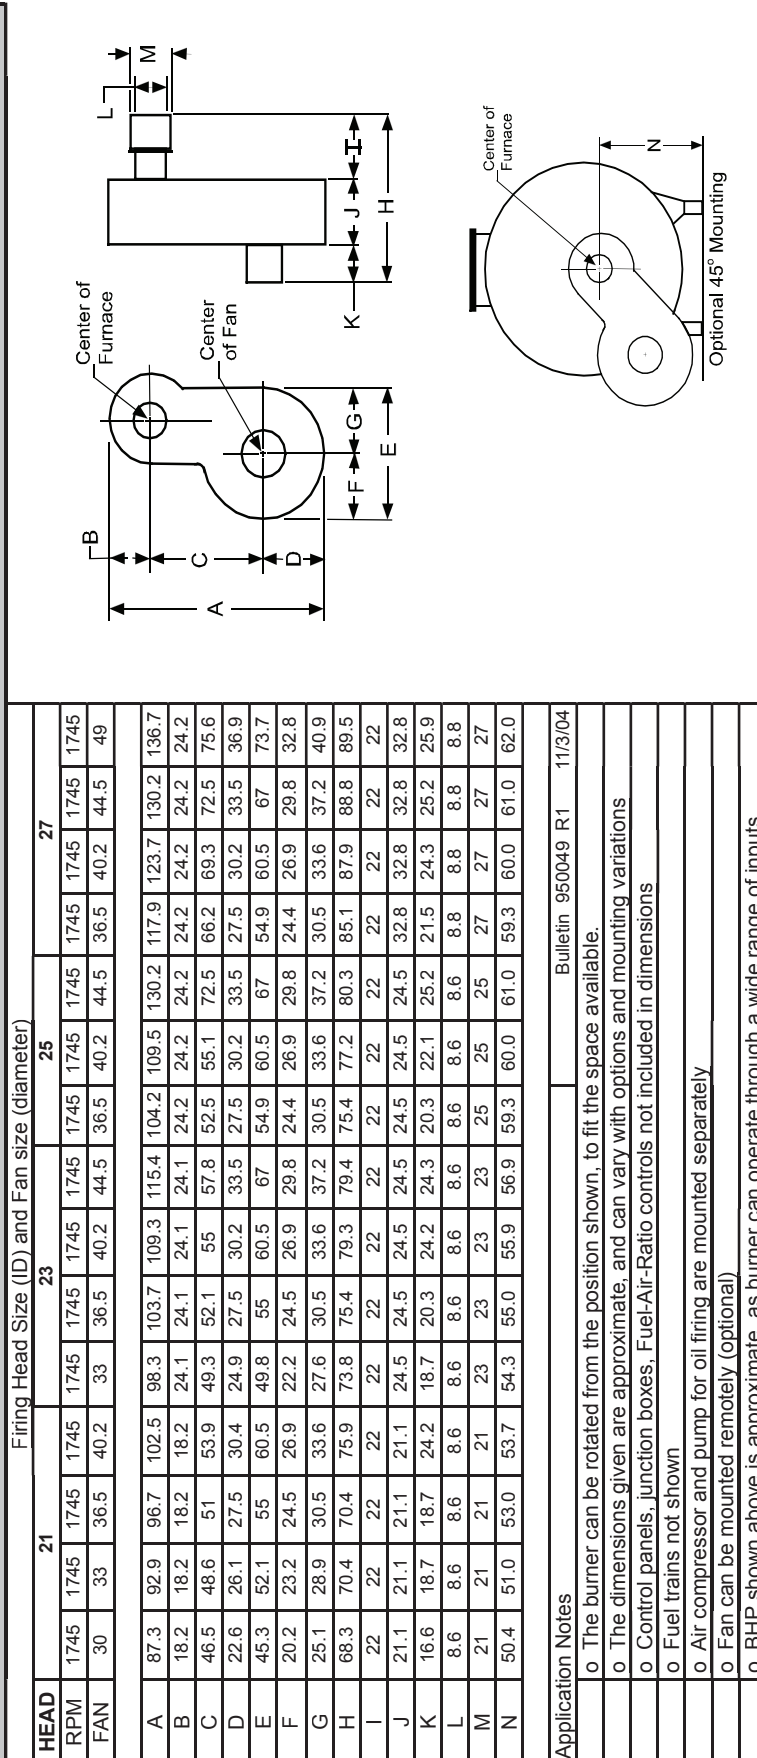 Firing Head Size (ID) and Fan size (diameter)
HEAD 21 23 25 27
RPM 1745 1745 1745 1745 1745 1745 1745 1745 1745 1745 1745 1745 1745 1745 1745
FAN 30 33 36.5 40.2 33 36.5 40.2 44.5 36.5 40.2 44.5 36.5 40.2 44.5 49
A 87.3 92.9 96.7 102.5 98.3 103.7 109.3 115.4 104.2 109.5 130.2 117.9 123.7 130.2 136.7
B 18.2 18.2 18.2 18.2 24.1 24.1 24.1 24.1 24.2 24.2 24.2 24.2 24.2 24.2 24.2
C 46.5 48.6 51 53.9 49.3 52.1 55 57.8 52.5 55.1 72.5 66.2 69.3 72.5 75.6
D 22.6 26.1 27.5 30.4 24.9 27.5 30.2 33.5 27.5 30.2 33.5 27.5 30.2 33.5 36.9
E 45.3 52.1 55 60.5 49.8 55 60.5 67 54.9 60.5 67 54.9 60.5 67 73.7
F 20.2 23.2 24.5 26.9 22.2 24.5 26.9 29.8 24.4 26.9 29.8 24.4 26.9 29.8 32.8
G 25.1 28.9 30.5 33.6 27.6 30.5 33.6 37.2 30.5 33.6 37.2 30.5 33.6 37.2 40.9
H 68.3 70.4 70.4 75.9 73.8 75.4 79.3 79.4 75.4 77.2 80.3 85.1 87.9 88.8 89.5
I 22 22 22 22 22 22 22 22 22 22 22 22 22 22 22
J 21.1 21.1 21.1 21.1 24.5 24.5 24.5 24.5 24.5 24.5 24.5 32.8 32.8 32.8 32.8
K 16.6 18.7 18.7 24.2 18.7 20.3 24.2 24.3 20.3 22.1 25.2 21.5 24.3 25.2 25.9
L 8.6 8.6 8.6 8.6 8.6 8.6 8.6 8.6 8.6 8.6 8.6 8.8 8.8 8.8 8.8
M 21 21 21 21 23 23 23 23 25 25 25 27 27 27 27
N 50.4 51.0 53.0 53.7 54.3 55.0 55.9 56.9 59.3 60.0 61.0 59.3 60.0 61.0 62.0
Application Notes Bulletin 950049 R1 11/3/04
o The burner can be rotated from the position shown, to fit the space available.
o The dimensions given are approximate, and can vary with options and mounting variations
o Control panels, junction boxes, Fuel-Air-Ratio controls not included in dimensions
o Fuel trains not shown
o Air compressor and pump for oil firing are mounted separately
o Fan can be mounted remotely (optional)
o BHP shown above is approximate, as burner can operate through a wide range of inputs
A
B
C
D
Center of
Furnace
Center
of Fan
F
G
E
L
M
K
J
I
H
Center of
Furnace
N
Optional 45° Mounting